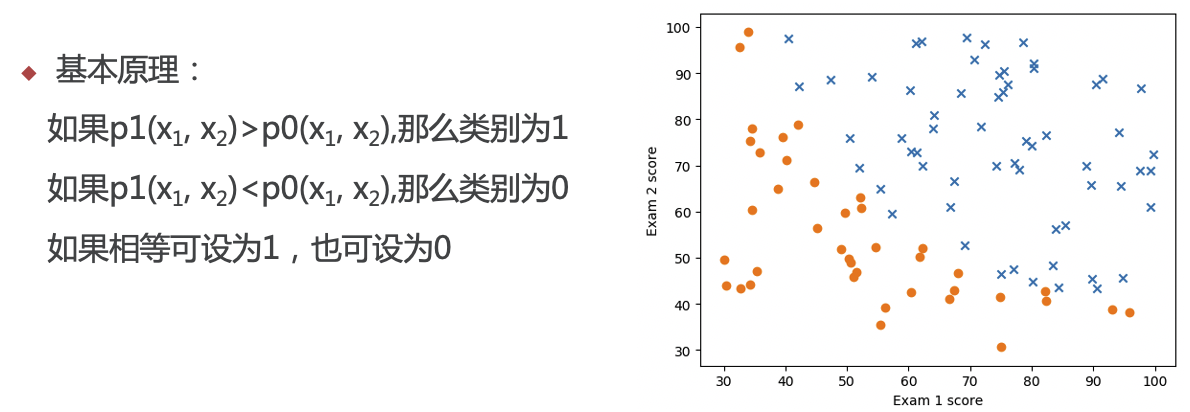 基本原理：
如果p1(x₁, x₂)>p0(x₁, x₂),那么类别为1
如果p1(x₁, x₂)<p0(x₁, x₂),那么类别为0
如果相等可设为1，也可设为0
100
90
80
70
60
50
40
30
Exam 2 score
30 40 50 60 70 80 90 100
Exam 1 score